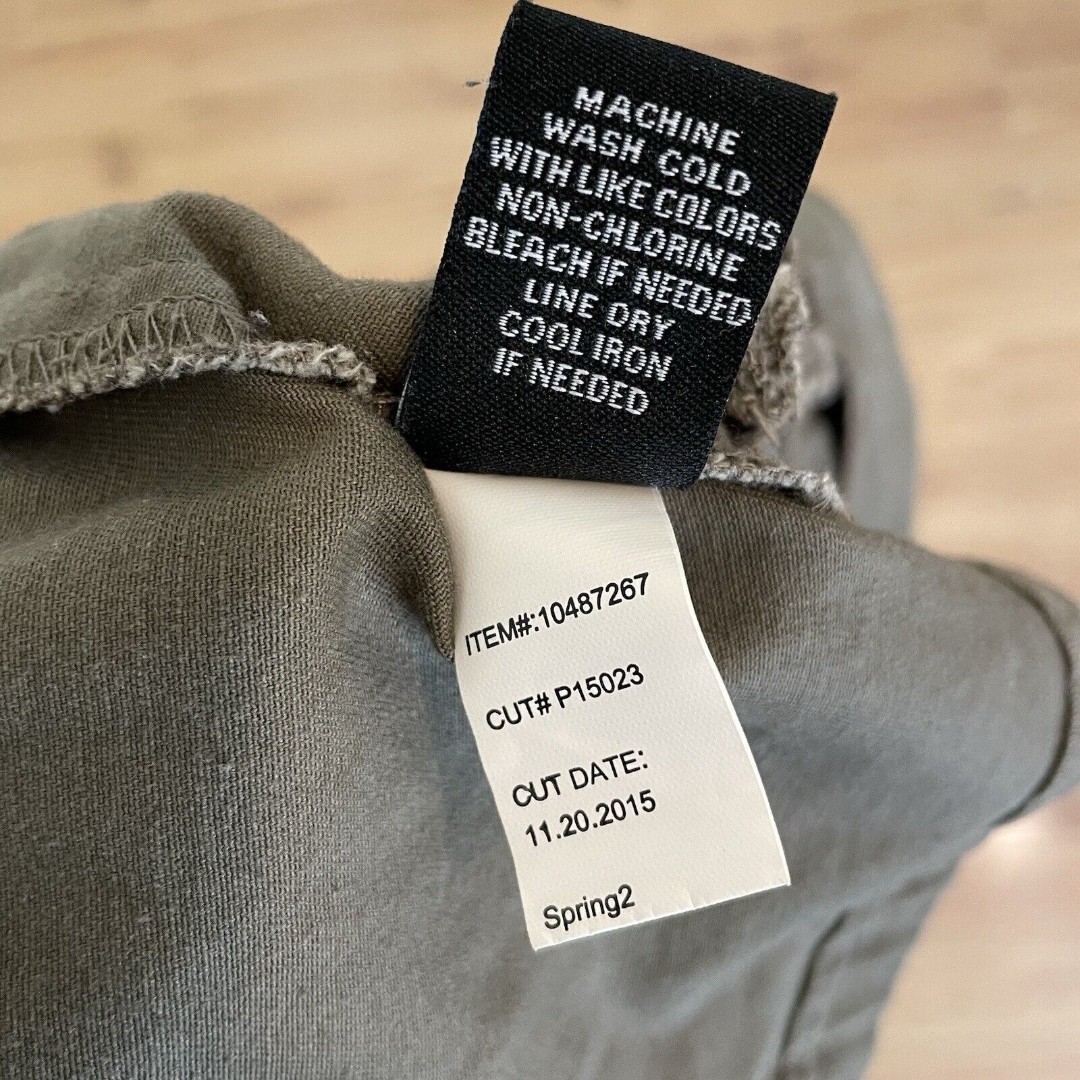 MACHINE
WASH COLD
WITH LIKE COLORS
NON-CHLORINE
BLEACH IF NEEDED
LINE DRY
COOL IRON
IF NEEDED
ITEM#:10487267
CUT# P15023
CUT DATE:
11.20.2015
Spring2